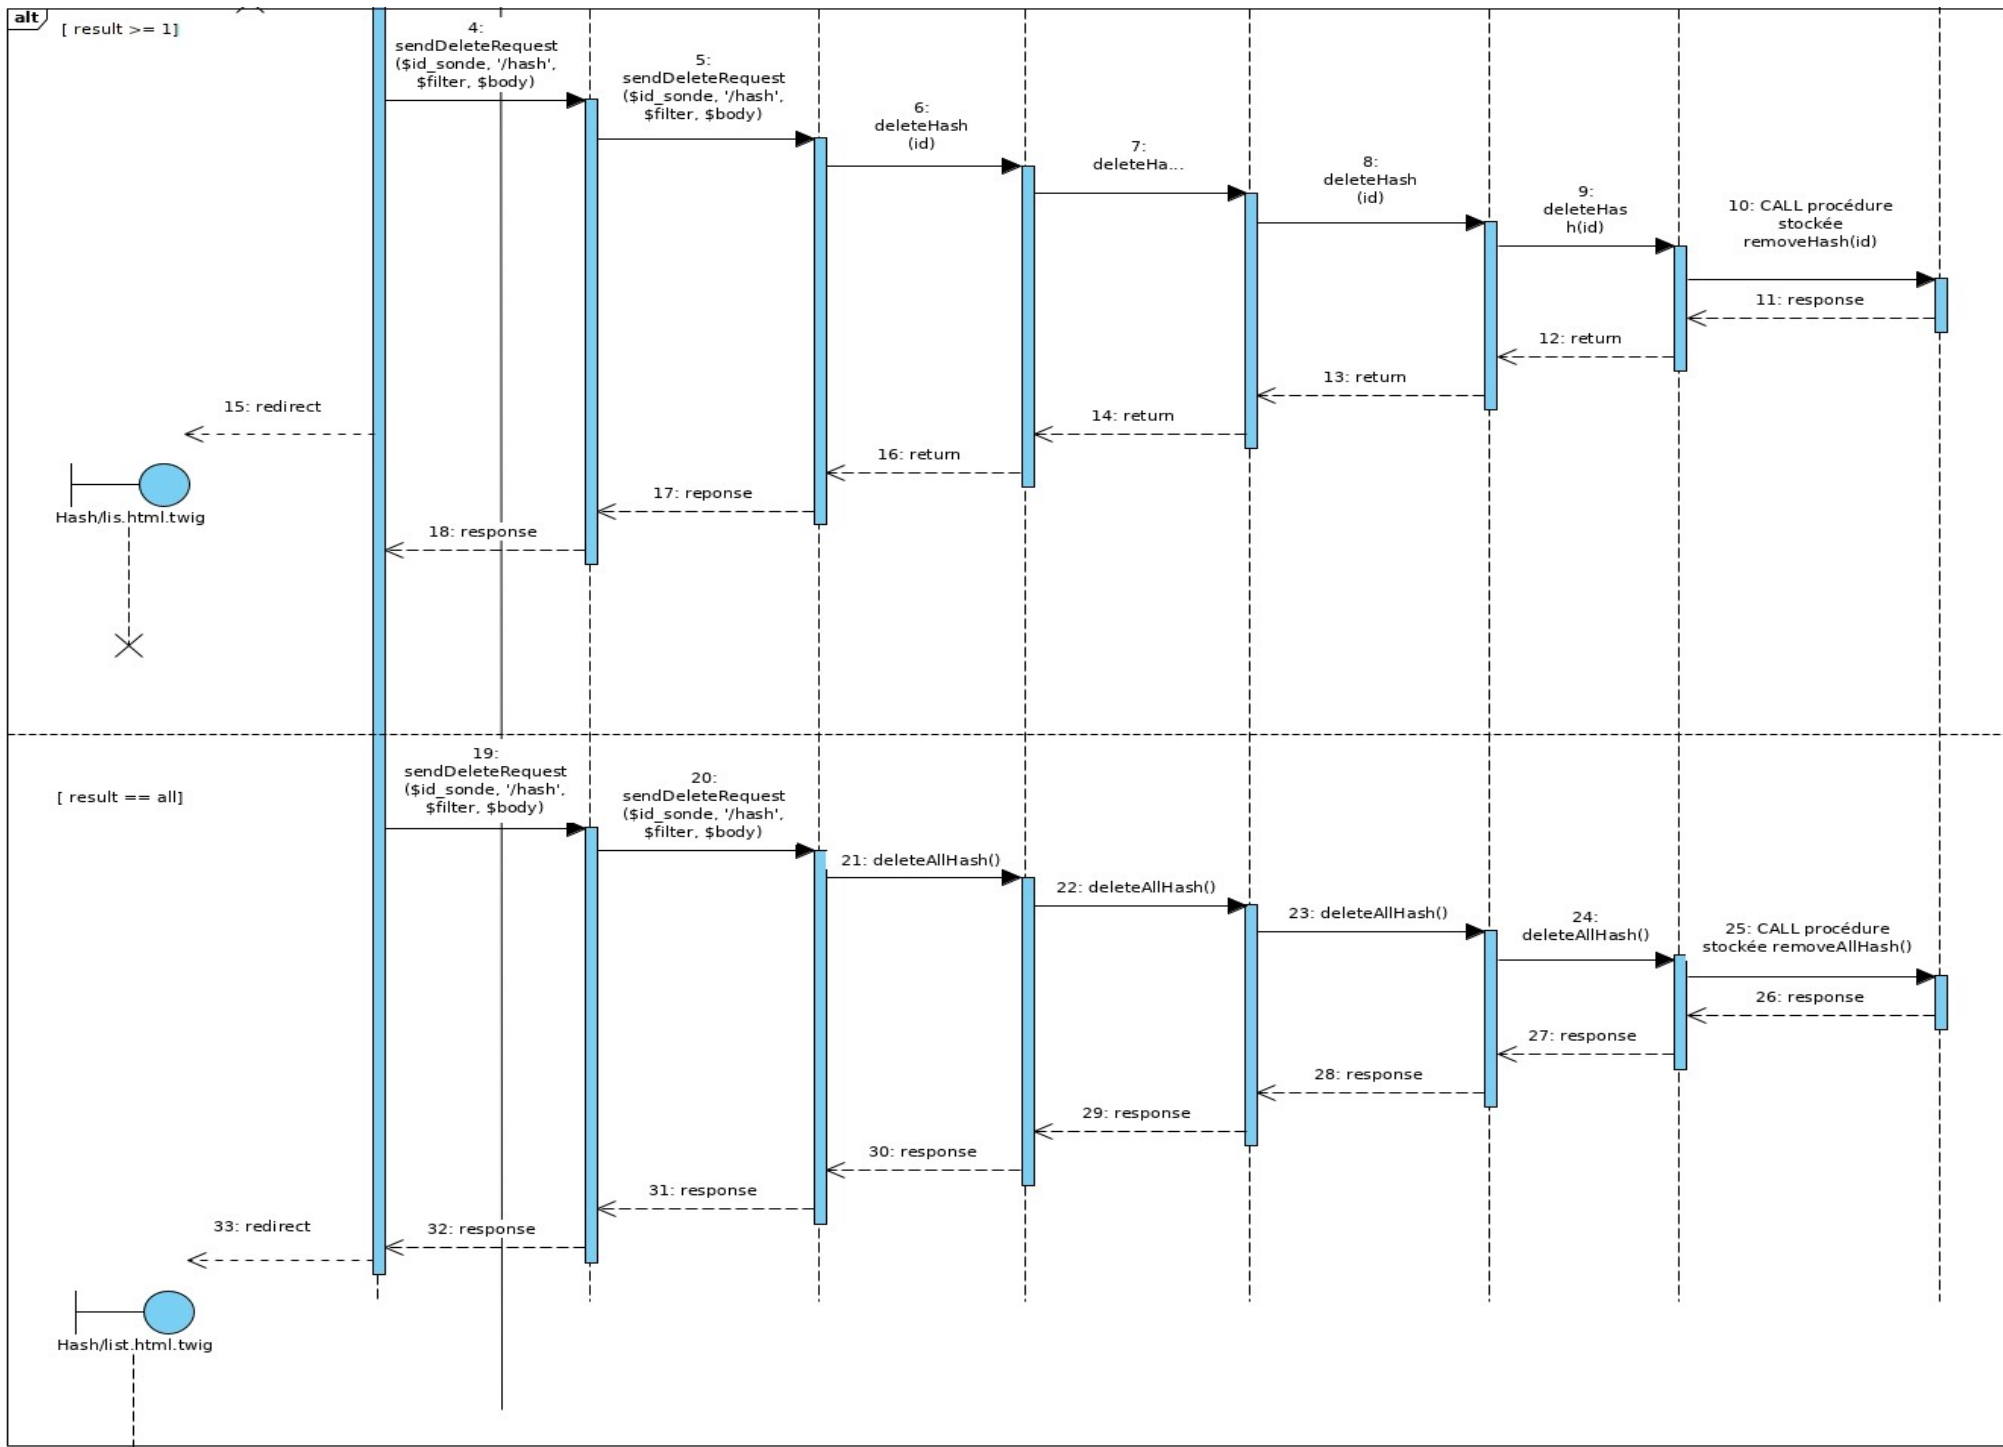 alt
[ result >= 1]
4:
sendDeleteRequest
($id_sonde, '/hash',
$filter, $body)
5:
sendDeleteRequest
($id_sonde, '/hash',
$filter, $body)
6:
deleteHash
(id)
7:
deleteHa...
8:
deleteHash
(id)
9:
deleteHas
h(id)
10: CALL procédure
stockée
removeHash(id)
11: response
12: return
13: return
14: return
15: redirect
16: return
17: reponse
18: response
Hash/lis.html.twig
[ result == all]
19:
sendDeleteRequest
($id_sonde, '/hash',
$filter, $body)
20:
sendDeleteRequest
($id_sonde, '/hash',
$filter, $body)
21: deleteAllHash()
22: deleteAllHash()
23: deleteAllHash()
24:
deleteAllHash()
25: CALL procédure
stockée removeAllHash()
26: response
27: response
28: response
29: response
30: response
31: response
32: response
33: redirect
Hash/list.html.twig